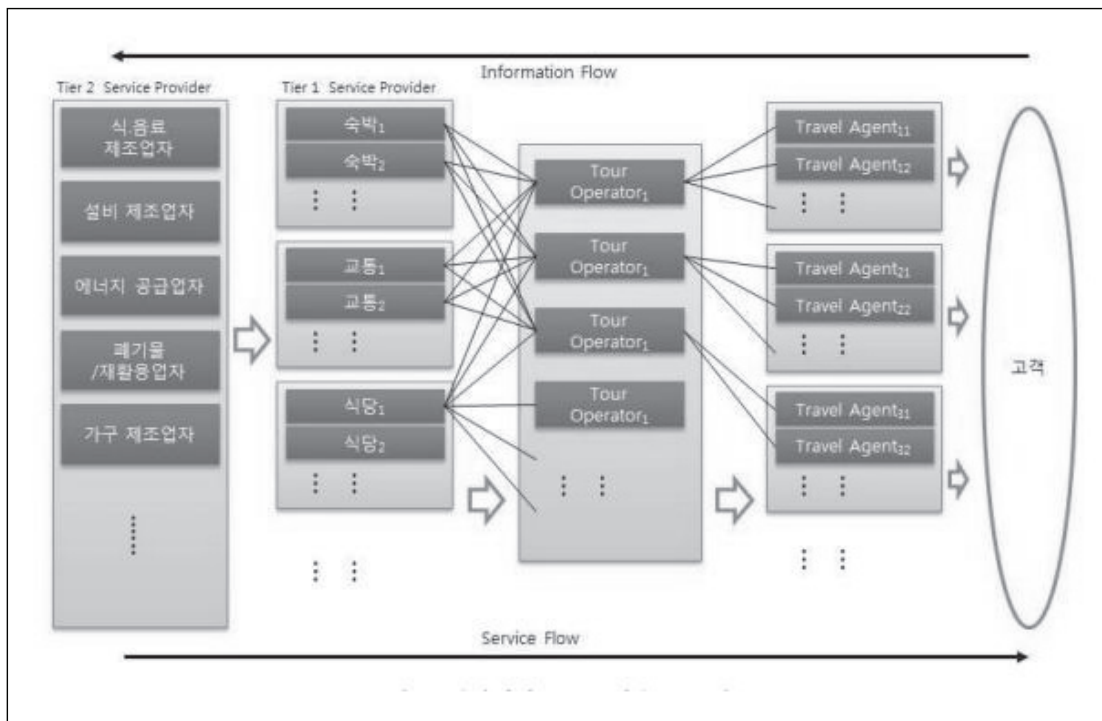 Information Flow
Tier 2 Service Provider
식.음료
제조업자
설비 제조업자
에너지 공급업자
폐기물
/재활용업자
가구 제조업자
Tier 1 Service Provider
숙박1
숙박2
교통1
교통2
식당1
식당2
Tour
Operator1
Tour
Operator1
Tour
Operator1
Tour
Operator1
Travel Agent11
Travel Agent12
Travel Agent21
Travel Agent22
Travel Agent31
Travel Agent32
고객
Service Flow